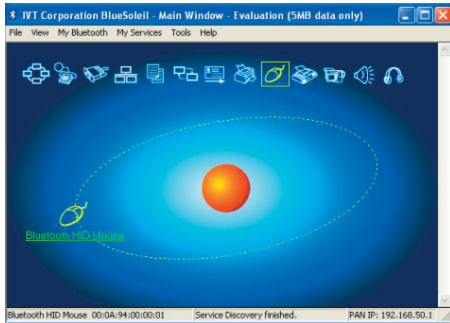 IVT Corporation BlueSoleil - Main Window - Evaluation (5MB data only)
File View My Bluetooth My Services Tools Help
Bluetooth HID Mouse
Bluetooth HID Mouse 00:0A:94:00:00:01 Service Discovery finished. PAN IP: 192.168.50.1